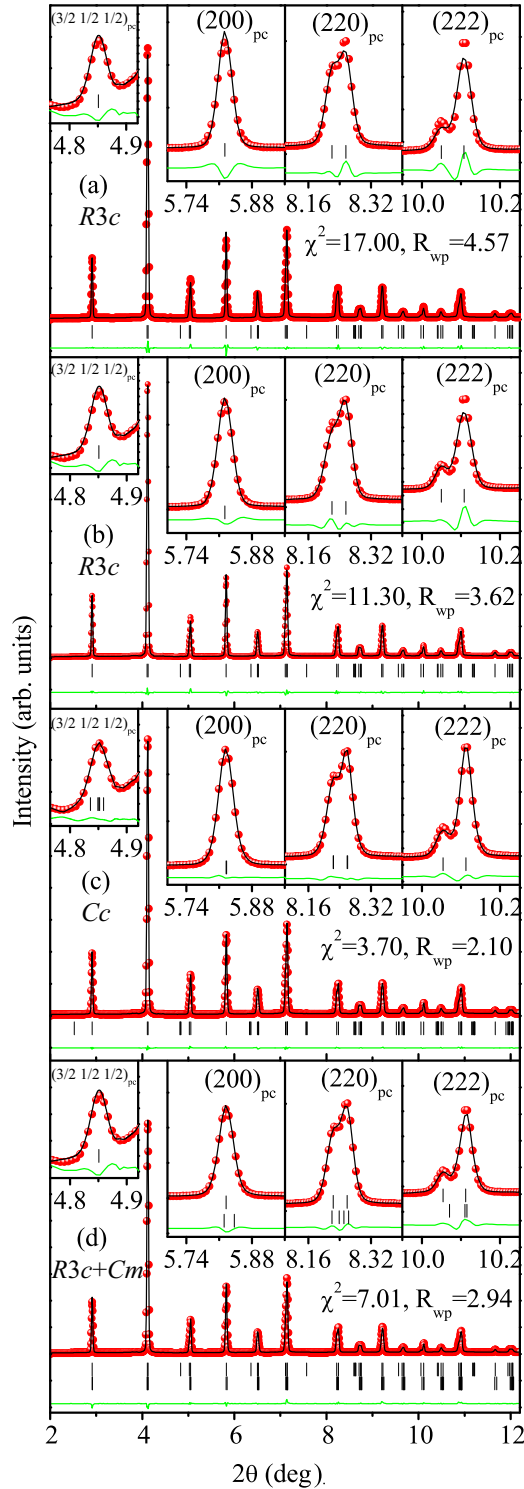 (3/2 1/2 1/2)pc
(200)pc
(220)pc
(222)pc
4.8 4.9
5.74 5.88 8.16 8.32 10.0 10.2
(a)
R3c
χ²=17.00, Rwp=4.57
(3/2 1/2 1/2)pc
(200)pc
(220)pc
(222)pc
4.8 4.9
5.74 5.88 8.16 8.32 10.0 10.2
(b)
R3c
χ²=11.30, Rwp=3.62
Intensity (arb. units)
(3/2 1/2 1/2)pc
(200)pc
(220)pc
(222)pc
4.8 4.9
5.74 5.88 8.16 8.32 10.0 10.2
(c)
Cc
χ²=3.70, Rwp=2.10
(3/2 1/2 1/2)pc
(200)pc
(220)pc
(222)pc
4.8 4.9
5.74 5.88 8.16 8.32 10.0 10.2
(d)
R3c+Cm
χ²=7.01, Rwp=2.94
2 4 6 8 10 12
2θ (deg).